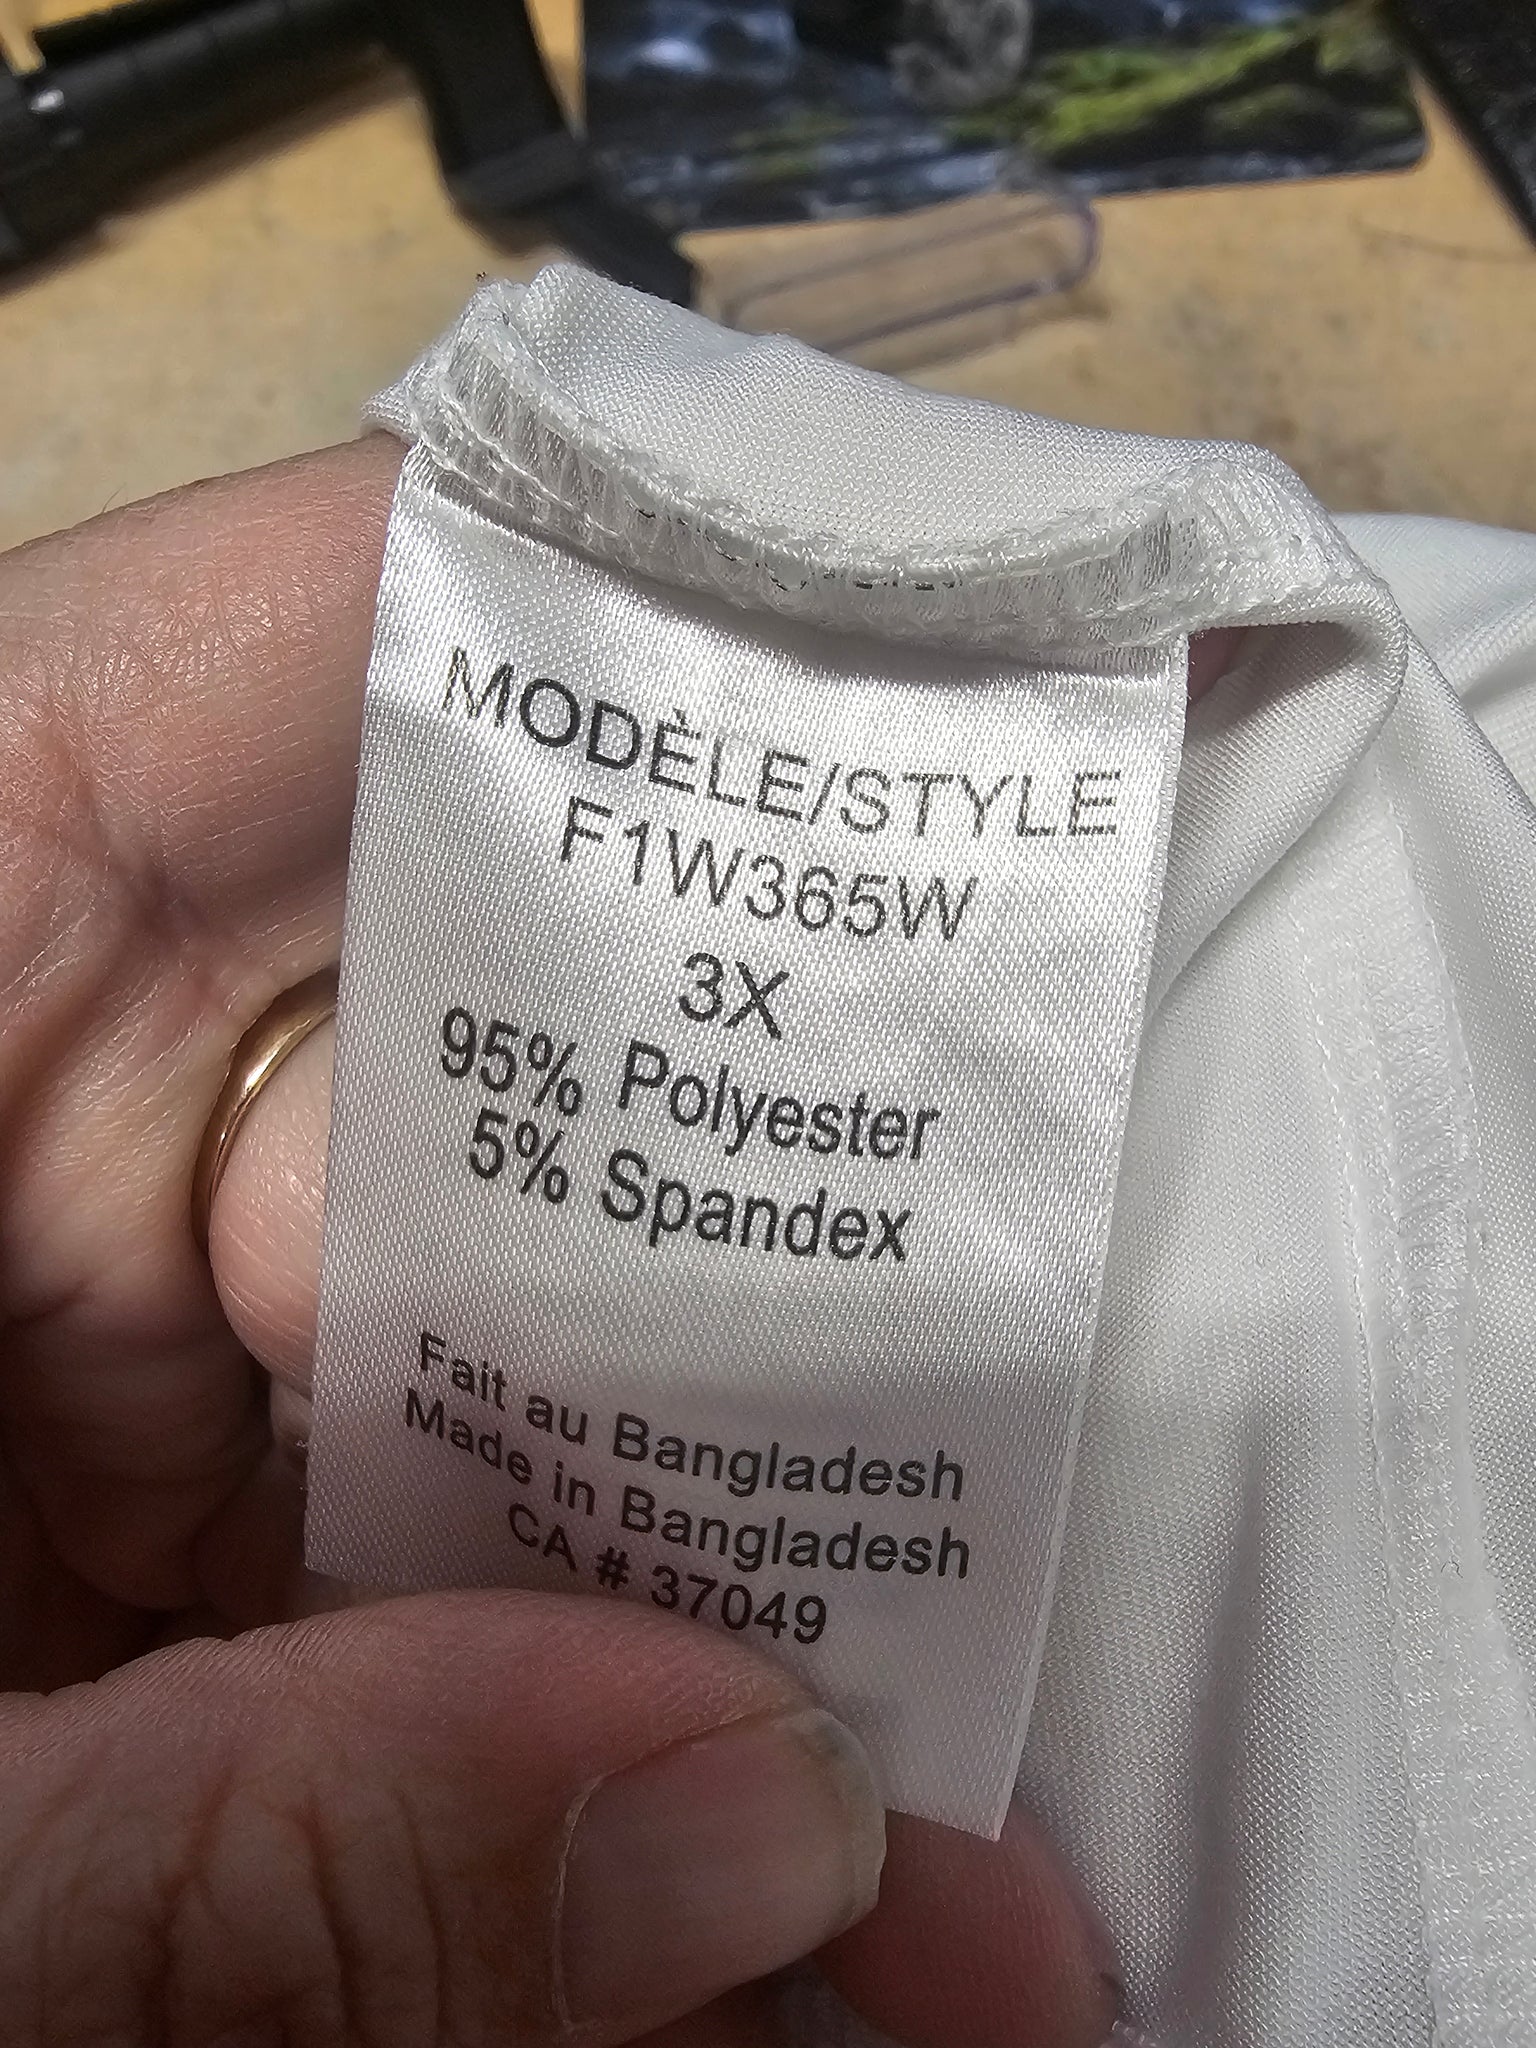 MODÈLE/STYLE
F1W365W
3X
95% Polyester
5% Spandex
Fait au Bangladesh
Made in Bangladesh
CA # 37049